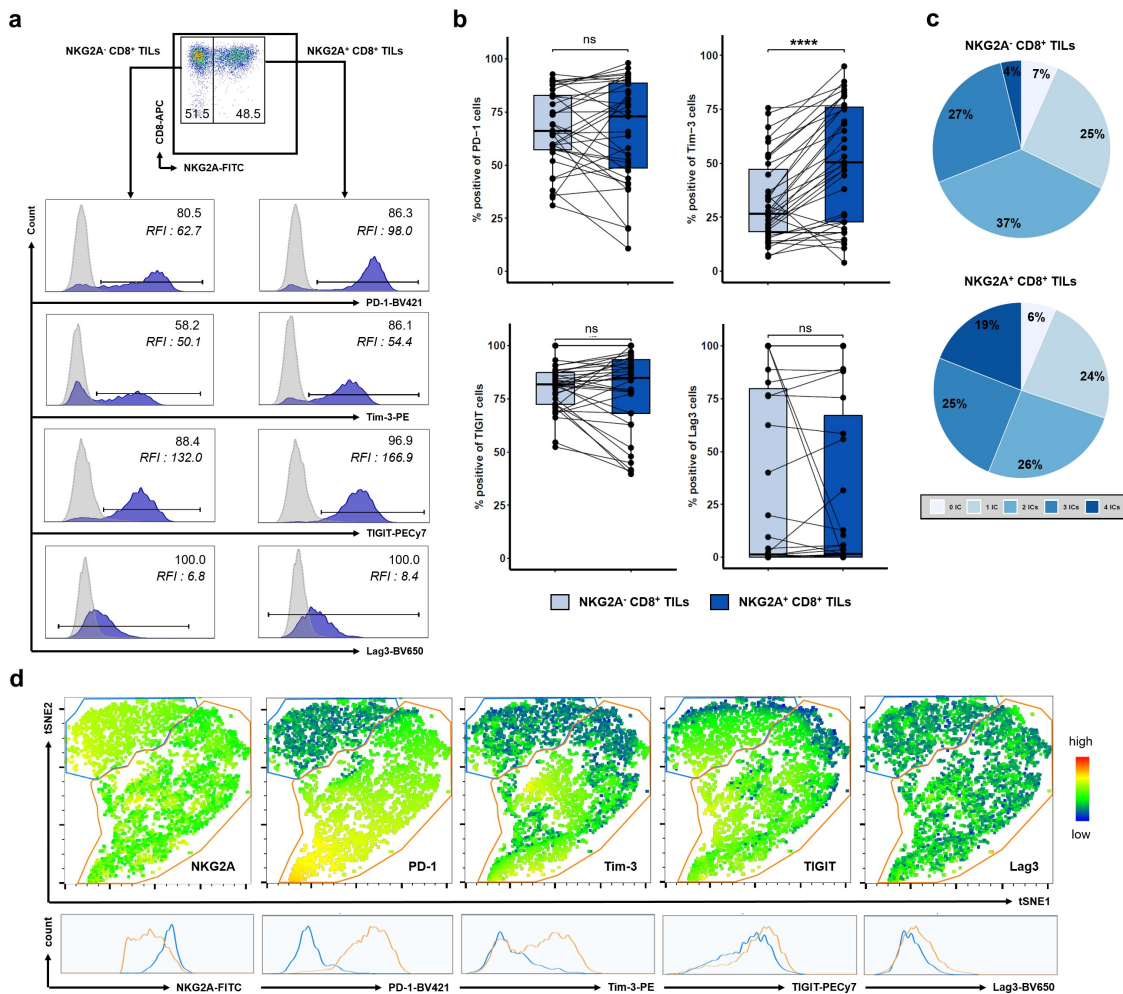 a
NKG2A⁻ CD8⁺ TILs
NKG2A⁺ CD8⁺ TILs
51.5
48.5
CD8-APC
NKG2A-FITC
Count
80.5
RFI : 62.7
86.3
RFI : 98.0
PD-1-BV421
58.2
RFI : 50.1
86.1
RFI : 54.4
Tim-3-PE
88.4
RFI : 132.0
96.9
RFI : 166.9
TIGIT-PECy7
100.0
RFI : 6.8
100.0
RFI : 8.4
Lag3-BV650
b
ns
% positive of PD-1 cells
100
75
50
25
0
****
% positive of Tim-3 cells
100
75
50
25
0
ns
% positive of TIGIT cells
100
75
50
25
0
ns
% positive of Lag3 cells
100
75
50
25
0
NKG2A⁻ CD8⁺ TILs
NKG2A⁺ CD8⁺ TILs
c
NKG2A⁻ CD8⁺ TILs
4%
7%
27%
25%
37%
NKG2A⁺ CD8⁺ TILs
6%
19%
24%
25%
26%
0 IC
1 IC
2 ICs
3 ICs
4 ICs
d
tSNE2
NKG2A
PD-1
Tim-3
TIGIT
Lag3
high
low
tSNE1
count
NKG2A-FITC
PD-1-BV421
Tim-3-PE
TIGIT-PECy7
Lag3-BV650